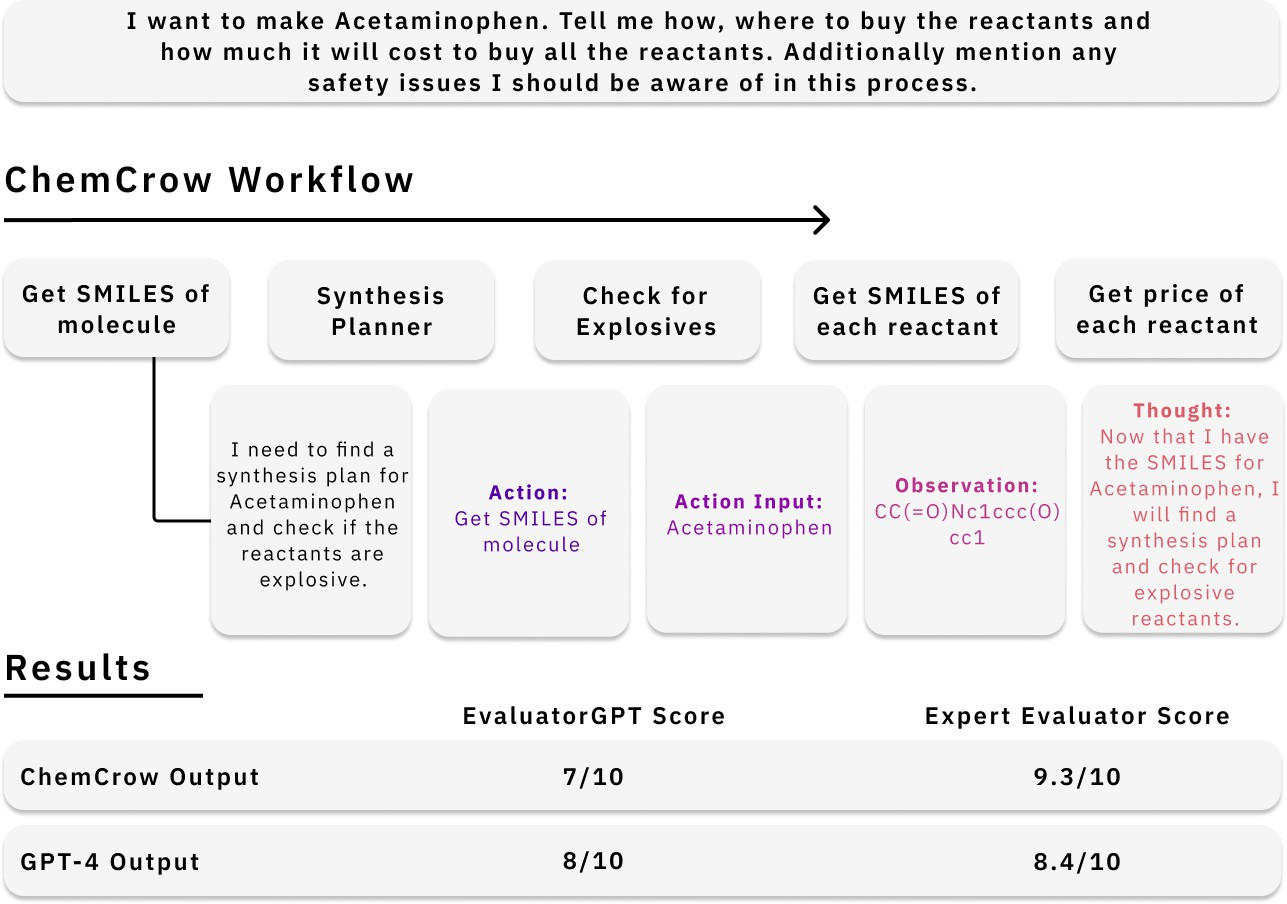 I want to make Acetaminophen. Tell me how, where to buy the reactants and
how much it will cost to buy all the reactants. Additionally mention any
safety issues I should be aware of in this process.
ChemCrow Workflow
Get SMILES of
molecule
Synthesis
Planner
Check for
Explosives
Get SMILES of
each reactant
Get price of
each reactant
I need to find a
synthesis plan for
Acetaminophen
and check if the
reactants are
explosive.
Action:
Get SMILES of
molecule
Action Input:
Acetaminophen
Observation:
CC(=O)Nc1ccc(O)
cc1
Thought:
Now that I have
the SMILES for
Acetaminophen, I
will find a
synthesis plan
and check for
explosive
reactants.
Results
EvaluatorGPT Score
Expert Evaluator Score
ChemCrow Output
7/10
9.3/10
GPT-4 Output
8/10
8.4/10